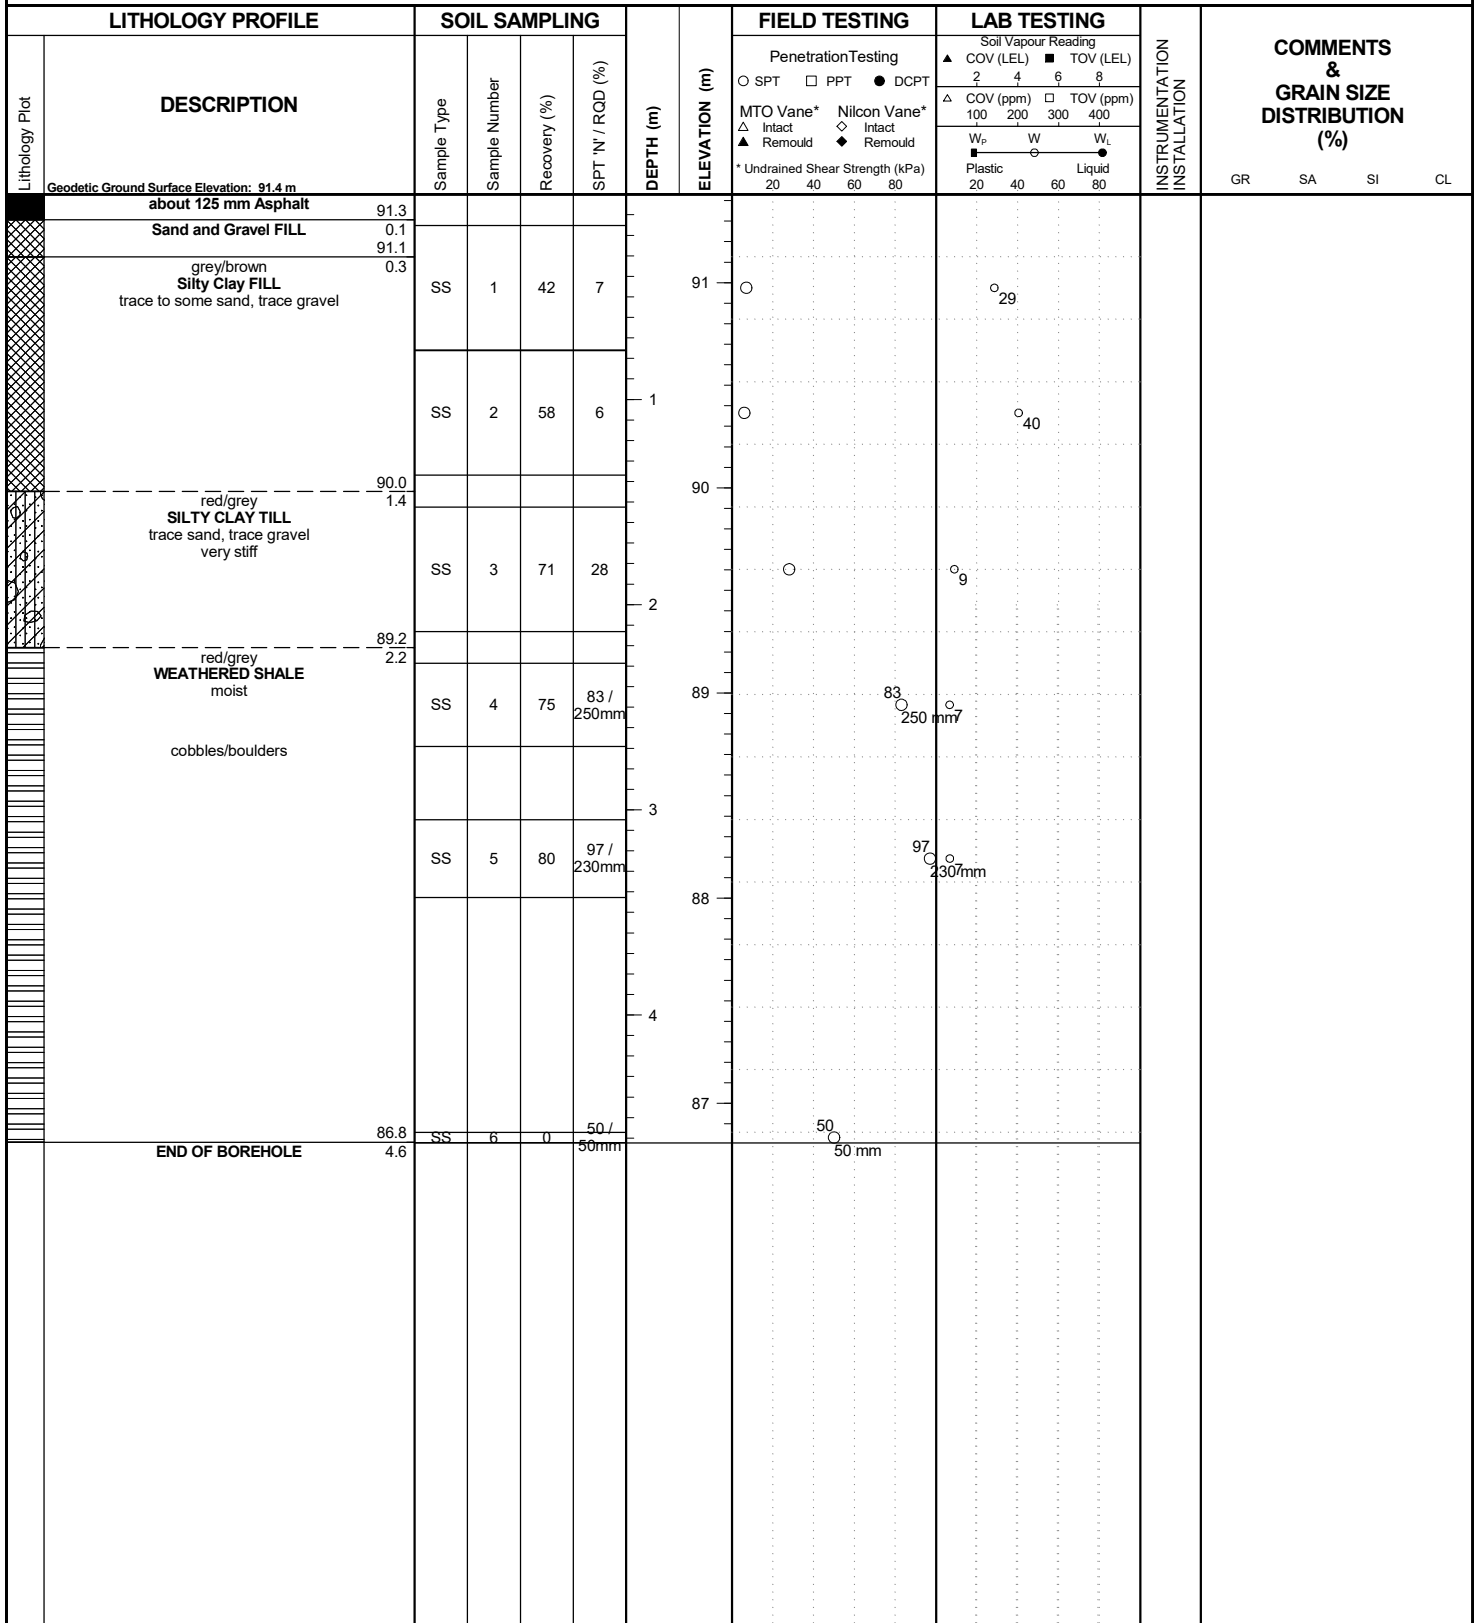 LITHOLOGY PROFILE
SOIL SAMPLING
FIELD TESTING
LAB TESTING
Lithology Plot
DESCRIPTION
Geodetic Ground Surface Elevation: 91.4 m
Sample Type
Sample Number
Recovery (%)
SPT 'N' / RQD (%)
DEPTH (m)
ELEVATION (m)
PenetrationTesting
SPT PPT DCPT
MTO Vane* Nilcon Vane*
Intact Intact
Remould Remould
* Undrained Shear Strength (kPa)
20 40 60 80
Soil Vapour Reading
COV (LEL) TOV (LEL)
2 4 6 8
COV (ppm) TOV (ppm)
100 200 300 400
WP W WL
Plastic Liquid
20 40 60 80
INSTRUMENTATION
INSTALLATION
COMMENTS
&
GRAIN SIZE
DISTRIBUTION
(%)
GR SA SI CL
about 125 mm Asphalt
91.3
Sand and Gravel FILL
0.1
91.1
grey/brown
0.3
Silty Clay FILL
trace to some sand, trace gravel
SS 1 42 7
91
29
SS 2 58 6
1
40
90.0
90
red/grey
1.4
SILTY CLAY TILL
trace sand, trace gravel
very stiff
SS 3 71 28
9
2
89.2
red/grey
2.2
WEATHERED SHALE
moist
89
SS 4 75 83 /
250mm
83
250 mm
7
cobbles/boulders
3
SS 5 80 97 /
230mm
97
230 mm
7
88
4
87
86.8
SS 6 0 50 /
50mm
50
50 mm
END OF BOREHOLE
4.6